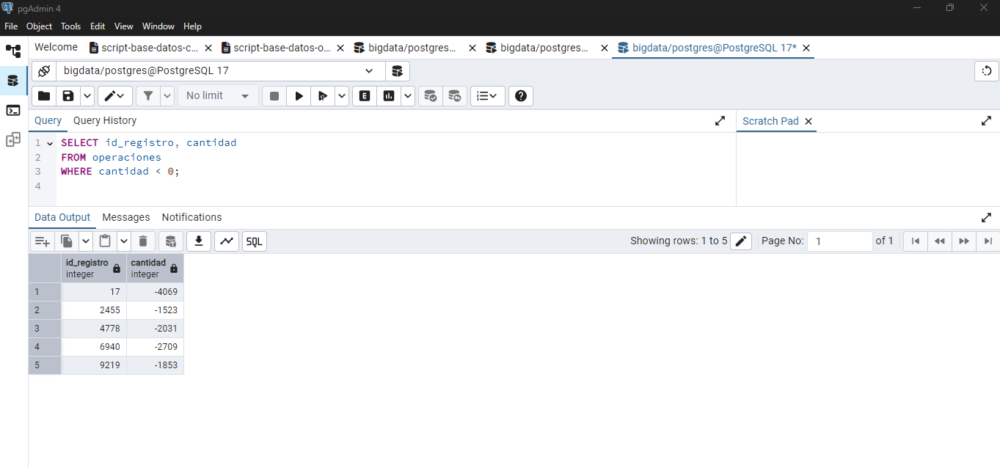 pgAdmin 4
File Object Tools Edit View Window Help
Welcome script-base-datos-c... script-base-datos-o... bigdata/postgres... bigdata/postgres... bigdata/postgres@PostgreSQL 17*
bigdata/postgres@PostgreSQL 17
No limit E
Query Query History Scratch Pad
1 SELECT id_registro, cantidad
2 FROM operaciones
3 WHERE cantidad < 0;
4
Data Output Messages Notifications
SQL Showing rows: 1 to 5 Page No: 1 of 1
id_registro cantidad
integer integer
1 17 -4069
2 2455 -1523
3 4778 -2031
4 6940 -2709
5 9219 -1853